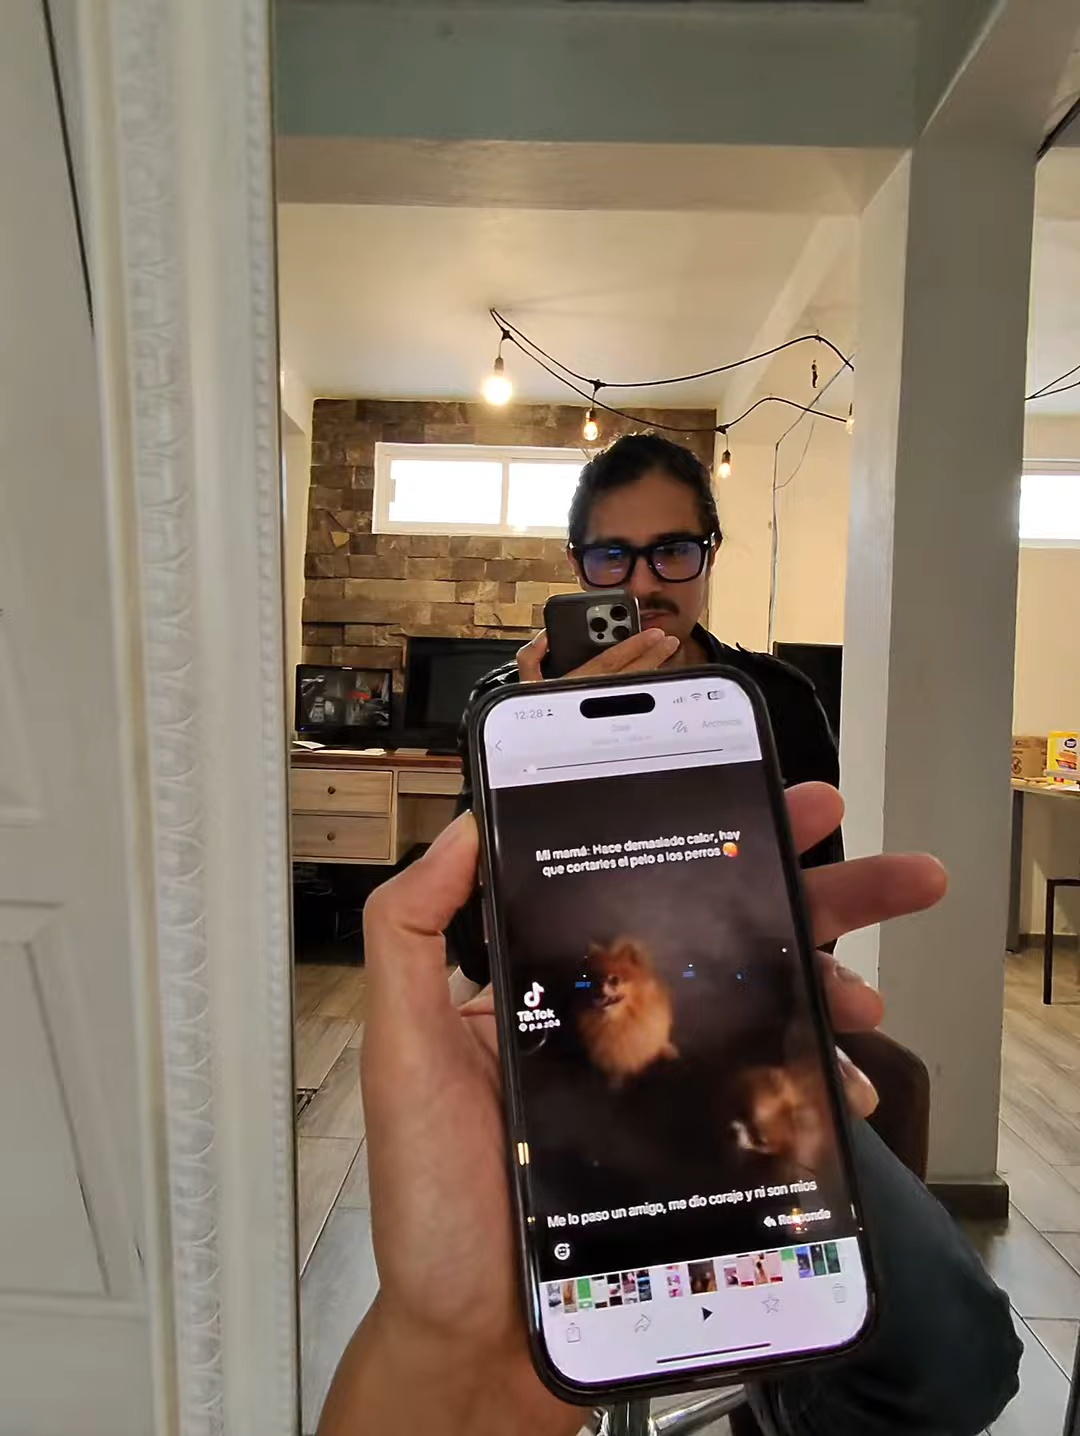 12:28
Archivos
Mi mamá: Hace demasiado calor, hay
que cortarles el pelo a los perros
TikTok
Me lo paso un amigo, me dio coraje y ni son mios
Responde